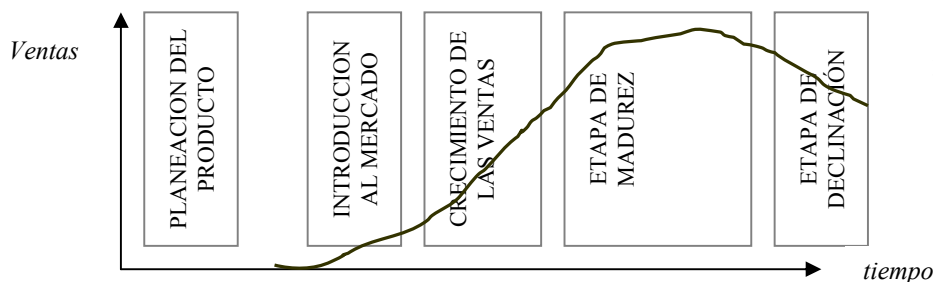 Ventas
PLANEACION DEL
PRODUCTO
INTRODUCCION
AL MERCADO
CRECIMIENTO DE
LAS VENTAS
ETAPA DE
MADUREZ
ETAPA DE
DECLINACIÓN
tiempo